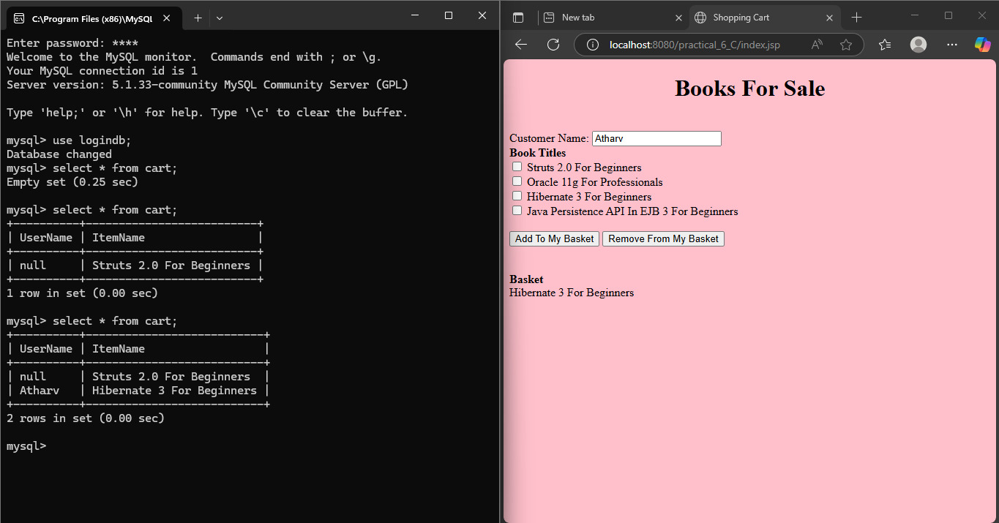 C:\Program Files (x86)\MySQL
Enter password: ****
Welcome to the MySQL monitor.  Commands end with ; or \g.
Your MySQL connection id is 1
Server version: 5.1.33-community MySQL Community Server (GPL)
Type 'help;' or '\h' for help. Type '\c' to clear the buffer.
mysql> use logindb;
Database changed
mysql> select * from cart;
Empty set (0.25 sec)
mysql> select * from cart;
+----------+--------------------------+
| UserName | ItemName                 |
+----------+--------------------------+
| null     | Struts 2.0 For Beginners |
+----------+--------------------------+
1 row in set (0.00 sec)
mysql> select * from cart;
+----------+---------------------------+
| UserName | ItemName                  |
+----------+---------------------------+
| null     | Struts 2.0 For Beginners  |
| Atharv   | Hibernate 3 For Beginners |
+----------+---------------------------+
2 rows in set (0.00 sec)
mysql>
New tab
Shopping Cart
localhost:8080/practical_6_C/index.jsp
Books For Sale
Customer Name: Atharv
Book Titles
Struts 2.0 For Beginners
Oracle 11g For Professionals
Hibernate 3 For Beginners
Java Persistence API In EJB 3 For Beginners
Add To My Basket Remove From My Basket
Basket
Hibernate 3 For Beginners